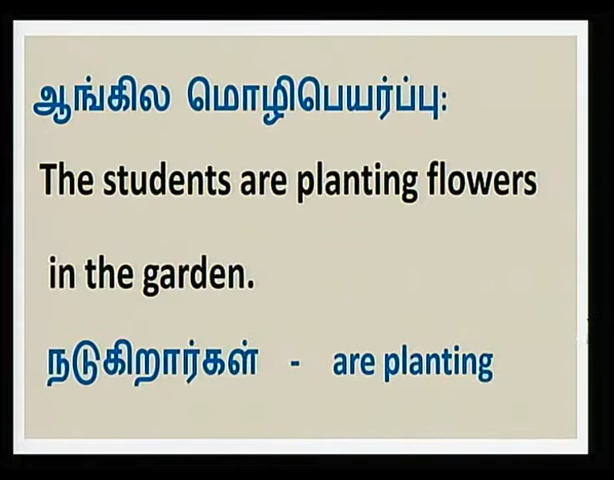 ஆங்கில மொழிபெயர்ப்பு:
The students are planting flowers
in the garden.
நடுகிறார்கள் - are planting